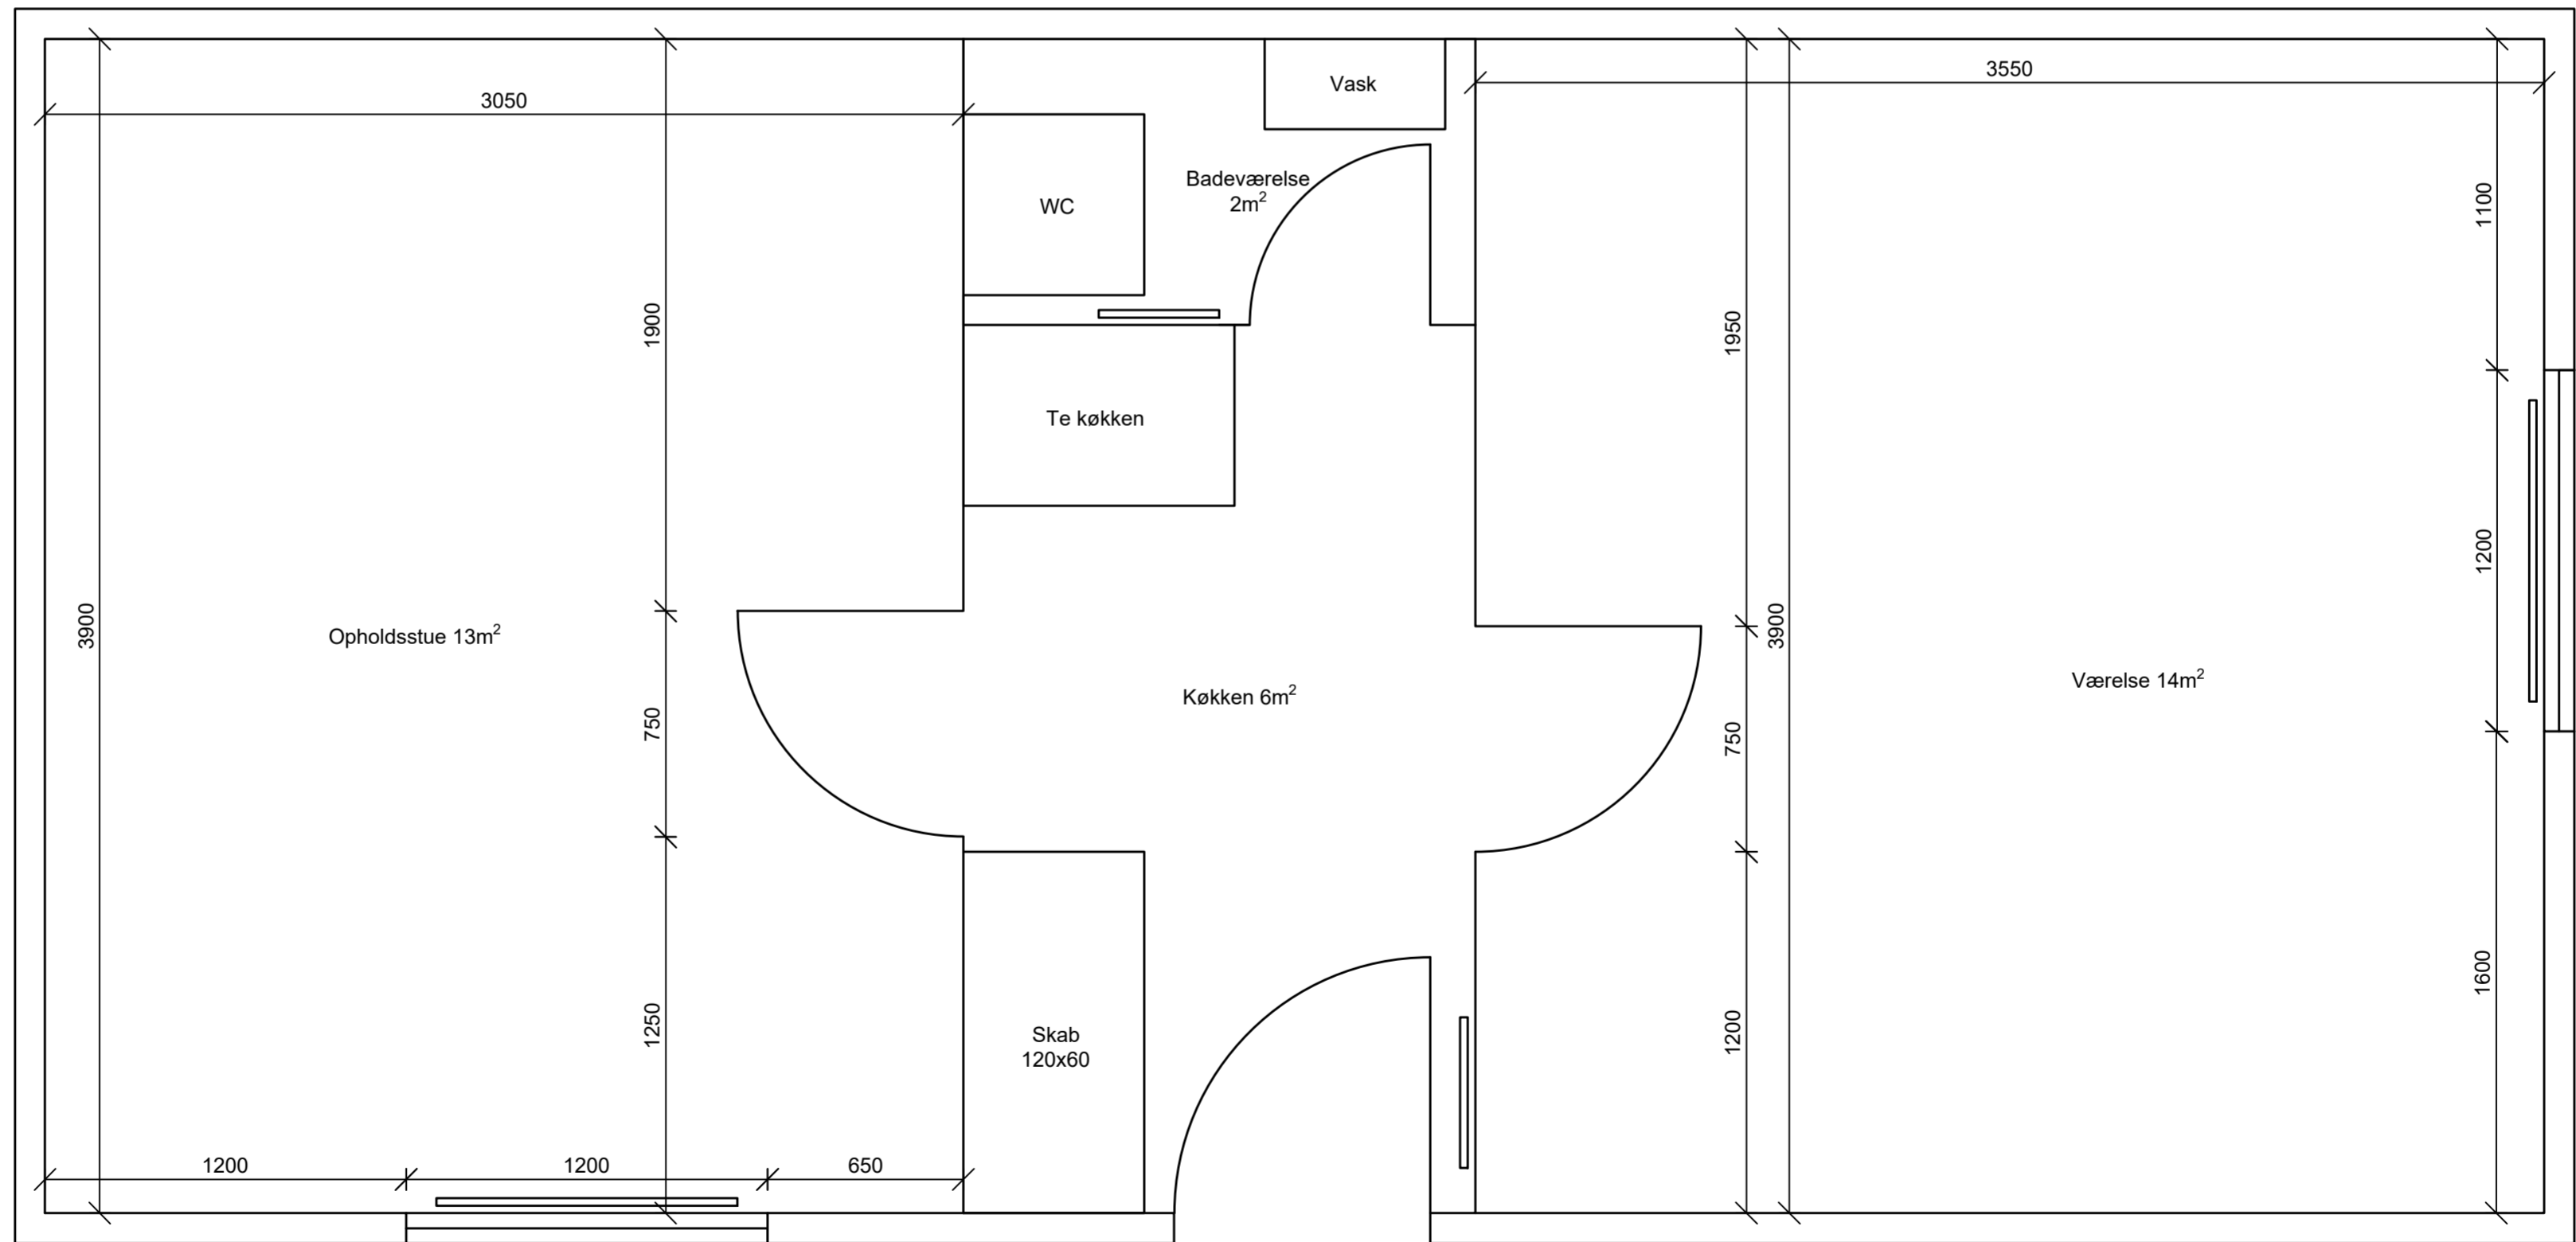 3050
3900
1900
750
1250
Opholdsstue 13m²
1200
1200
650
WC
Vask
Badeværelse
2m²
Te køkken
Køkken 6m²
Skab
120x60
3550
1950
750
1200
3900
Værelse 14m²
1100
1200
1600